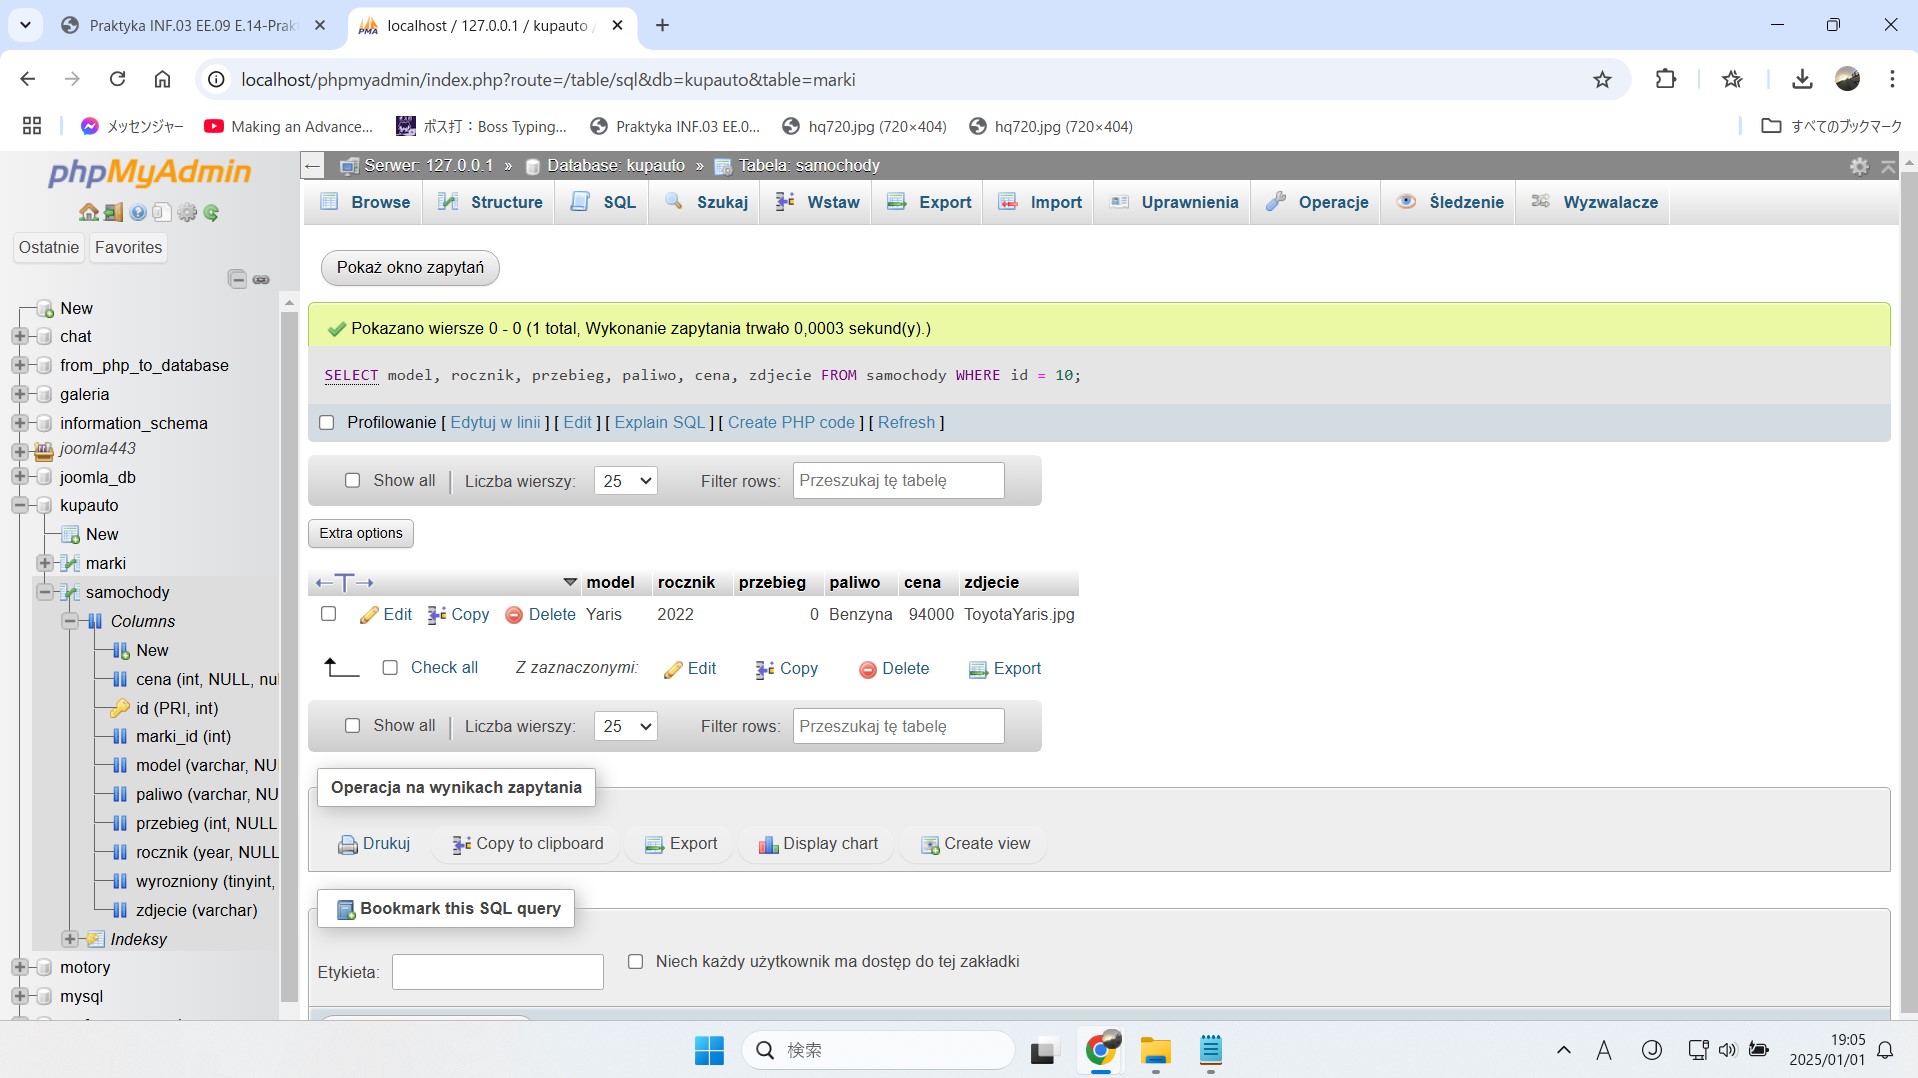 Praktyka INF.03 EE.09 E.14-Prak
localhost / 127.0.0.1 / kupauto /
localhost/phpmyadmin/index.php?route=/table/sql&db=kupauto&table=marki
メッセンジャー
Making an Advance...
ボス打：Boss Typing...
Praktyka INF.03 EE.0...
hq720.jpg (720×404)
hq720.jpg (720×404)
すべてのブックマーク
phpMyAdmin
Ostatnie
Favorites
New
chat
from_php_to_database
galeria
information_schema
joomla443
joomla_db
kupauto
New
marki
samochody
Columns
New
cena (int, NULL, nul
id (PRI, int)
marki_id (int)
model (varchar, NU
paliwo (varchar, NU
przebieg (int, NULL
rocznik (year, NULL
wyrozniony (tinyint,
zdjecie (varchar)
Indeksy
motory
mysql
Serwer: 127.0.0.1 » Database: kupauto » Tabela: samochody
Browse
Structure
SQL
Szukaj
Wstaw
Export
Import
Uprawnienia
Operacje
Śledzenie
Wyzwalacze
Pokaż okno zapytań
Pokazano wiersze 0 - 0 (1 total, Wykonanie zapytania trwało 0,0003 sekund(y).)
SELECT model, rocznik, przebieg, paliwo, cena, zdjecie FROM samochody WHERE id = 10;
Profilowanie [ Edytuj w linii ] [ Edit ] [ Explain SQL ] [ Create PHP code ] [ Refresh ]
Show all | Liczba wierszy: 25 Filter rows: Przeszukaj tę tabelę
Extra options
←T→ model rocznik przebieg paliwo cena zdjecie
Edit Copy Delete Yaris 2022 0 Benzyna 94000 ToyotaYaris.jpg
Check all Z zaznaczonymi: Edit Copy Delete Export
Show all | Liczba wierszy: 25 Filter rows: Przeszukaj tę tabelę
Operacja na wynikach zapytania
Drukuj Copy to clipboard Export Display chart Create view
Bookmark this SQL query
Etykieta:
Niech każdy użytkownik ma dostęp do tej zakładki
検索
A
19:05
2025/01/01